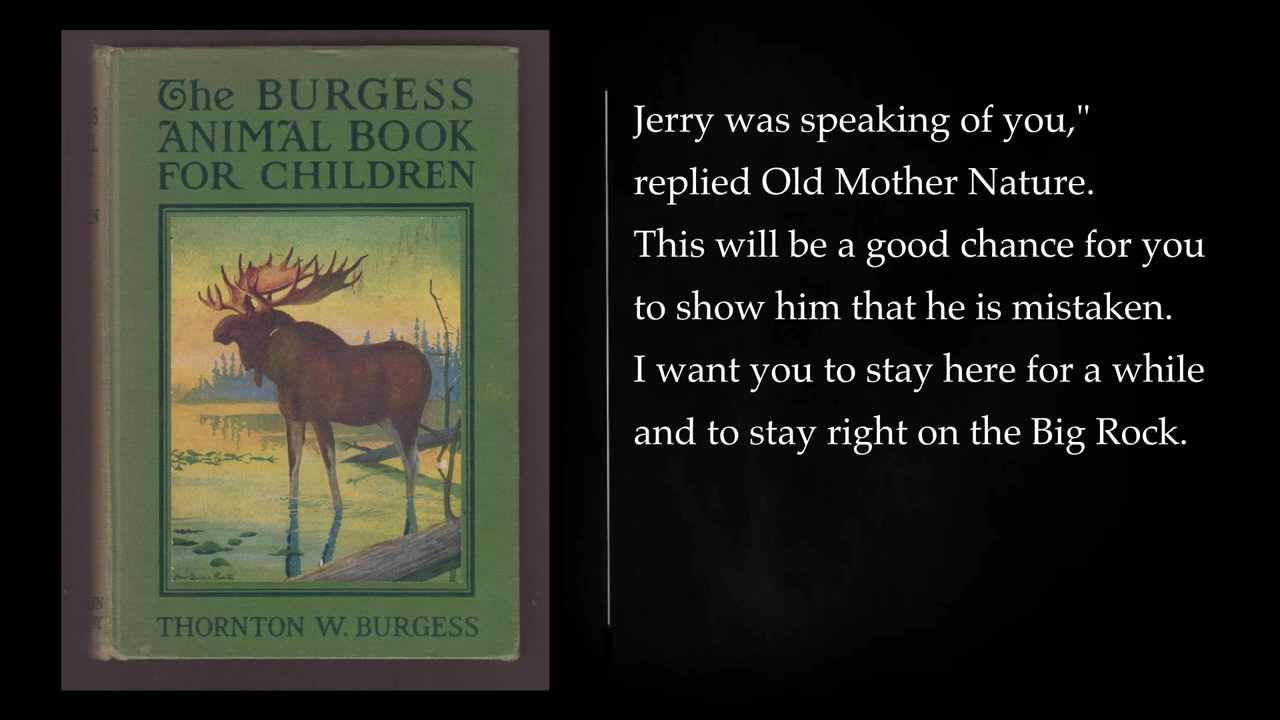 The BURGESS
ANIMAL BOOK
FOR CHILDREN
THORNTON W. BURGESS
Jerry was speaking of you,"
replied Old Mother Nature.
This will be a good chance for you
to show him that he is mistaken.
I want you to stay here for a while
and to stay right on the Big Rock.